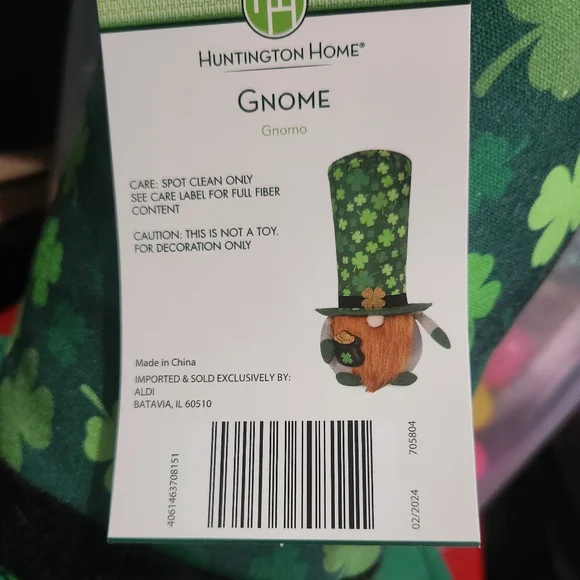 HUNTINGTON HOME®
GNOME
Gnomo
CARE: SPOT CLEAN ONLY
SEE CARE LABEL FOR FULL FIBER
CONTENT
CAUTION: THIS IS NOT A TOY.
FOR DECORATION ONLY
Made in China
IMPORTED & SOLD EXCLUSIVELY BY:
ALDI
BATAVIA, IL 60510
4061463708151
02/2024
705804